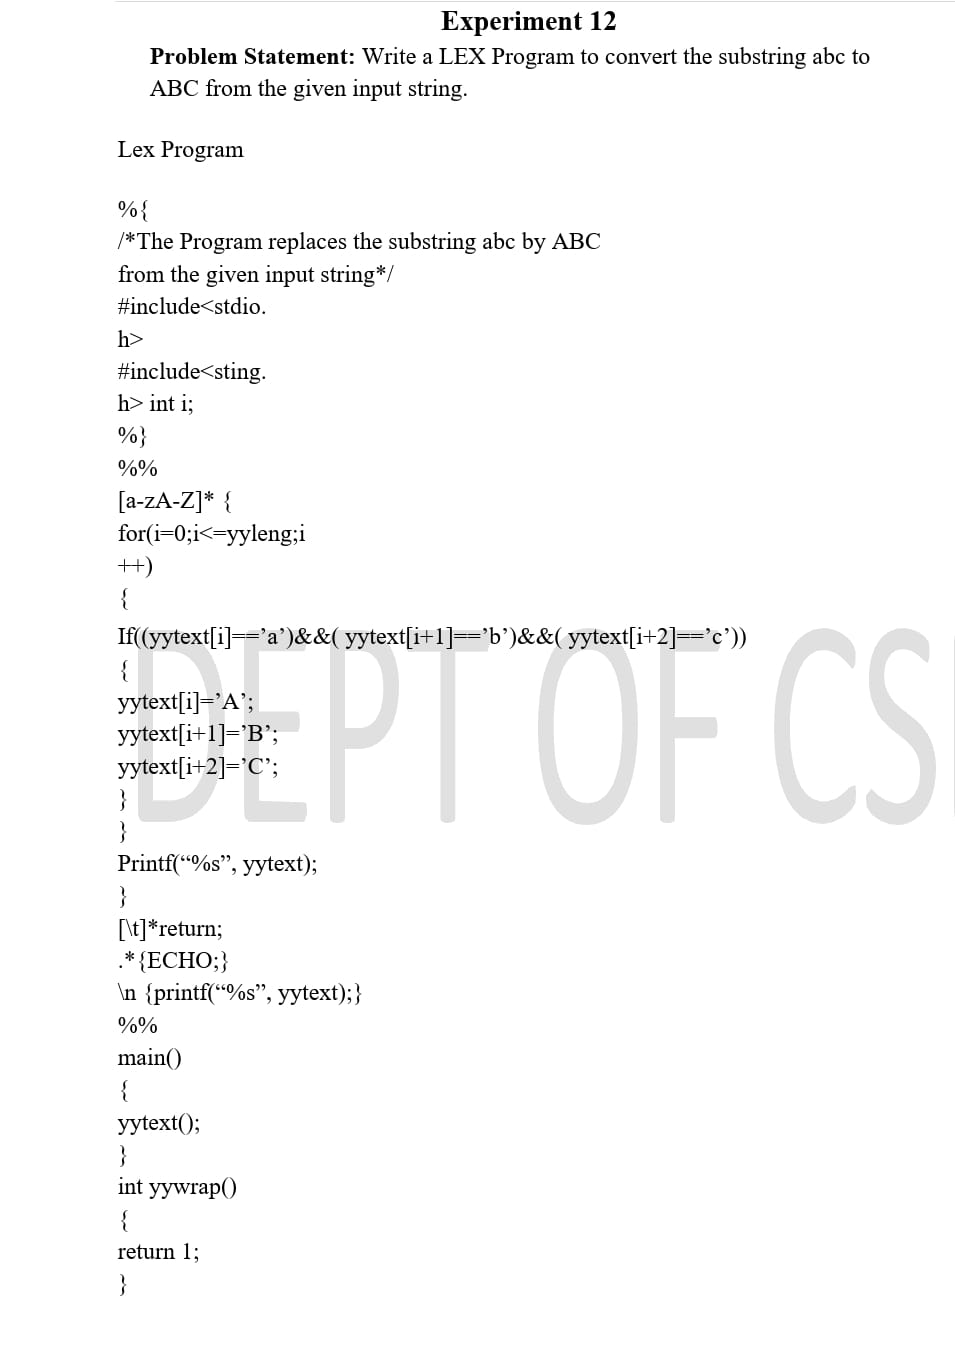 Experiment 12
Problem Statement: Write a LEX Program to convert the substring abc to
ABC from the given input string.
Lex Program
%{
/*The Program replaces the substring abc by ABC
from the given input string*/
#include<stdio.
h>
#include<sting.
h> int i;
%}
%%
[a-zA-Z]* {
for(i=0;i<=yyleng;i
++)
{
If((yytext[i]==’a’)&&( yytext[i+1]==’b’)&&( yytext[i+2]==’c’))
{
yytext[i]=’A’;
yytext[i+1]=’B’;
yytext[i+2]=’C’;
}
}
Printf(“%s”, yytext);
}
[\t]*return;
.*{ECHO;}
\n {printf(“%s”, yytext);}
%%
main()
{
yytext();
}
int yywrap()
{
return 1;
}
DEPT OF CS